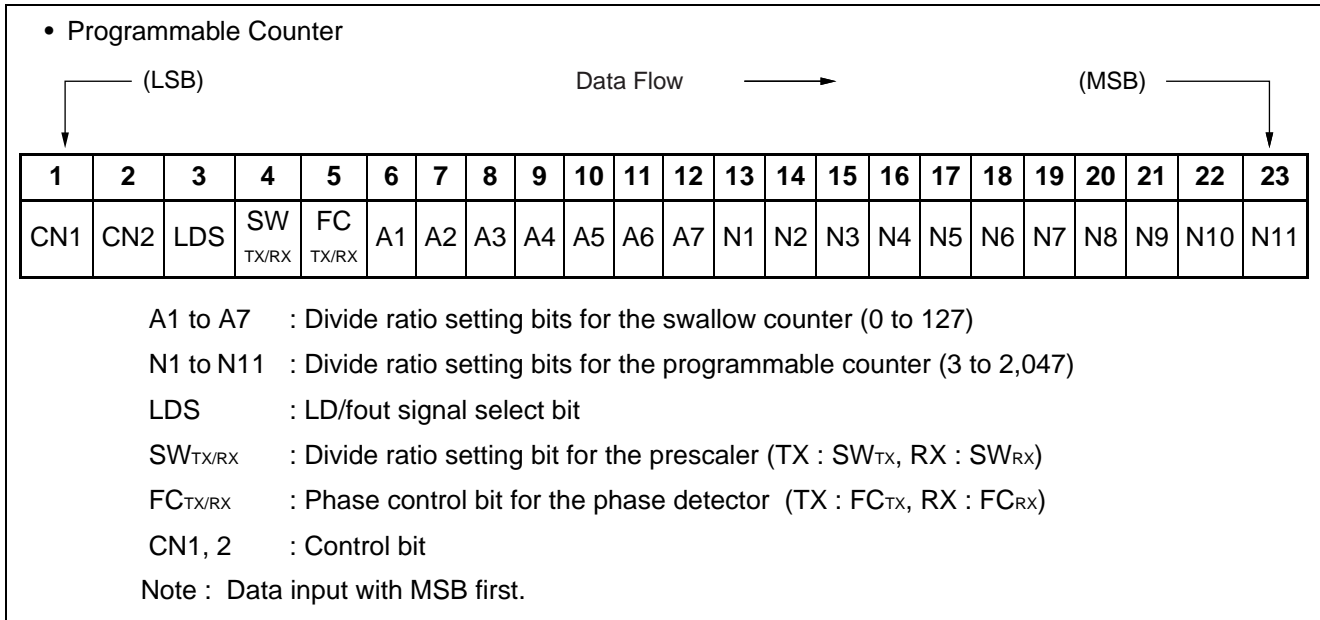 • Programmable Counter
(LSB) Data Flow (MSB)
1 2 3 4 5 6 7 8 9 10 11 12 13 14 15 16 17 18 19 20 21 22 23
CN1 CN2 LDS SW TX/RX FC TX/RX A1 A2 A3 A4 A5 A6 A7 N1 N2 N3 N4 N5 N6 N7 N8 N9 N10 N11
A1 to A7 : Divide ratio setting bits for the swallow counter (0 to 127)
N1 to N11 : Divide ratio setting bits for the programmable counter (3 to 2,047)
LDS : LD/fout signal select bit
SWTX/RX : Divide ratio setting bit for the prescaler (TX : SWTX, RX : SWRX)
FCTX/RX : Phase control bit for the phase detector (TX : FCTX, RX : FCRX)
CN1, 2 : Control bit
Note : Data input with MSB first.